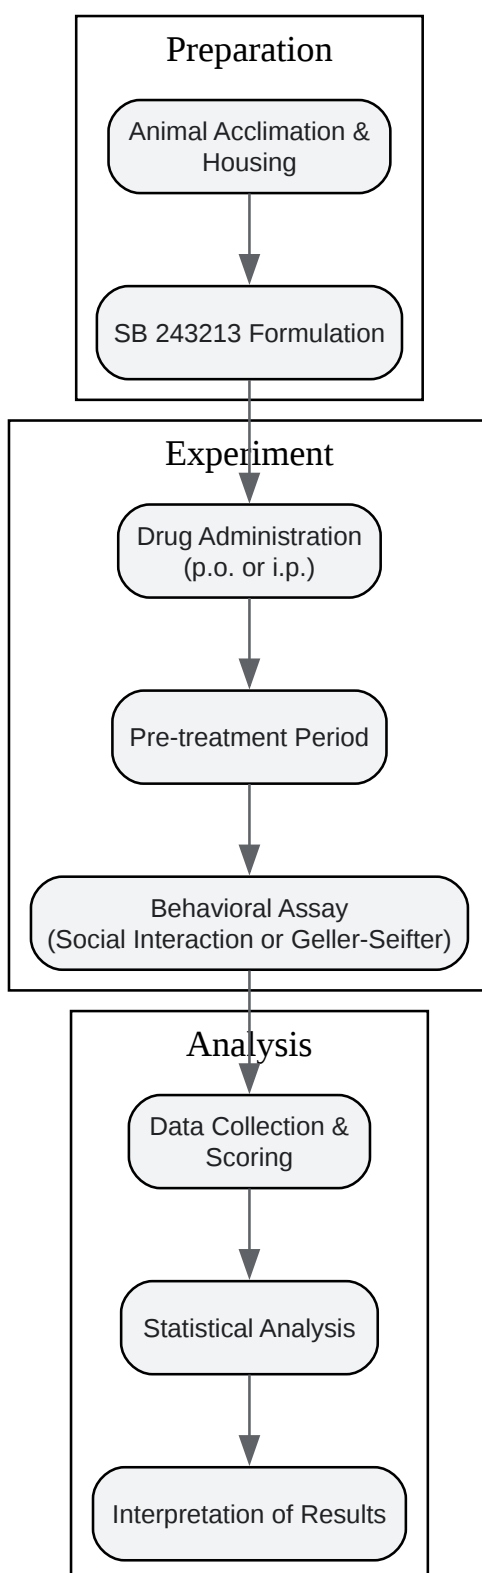 Preparation
Animal Acclimation &
Housing
SB 243213 Formulation
Experiment
Drug Administration
(p.o. or i.p.)
Pre-treatment Period
Behavioral Assay
(Social Interaction or Geller-Seifter)
Analysis
Data Collection &
Scoring
Statistical Analysis
Interpretation of Results